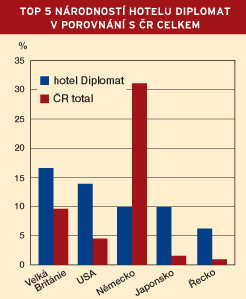 TOP 5 NÁRODNOSTÍ HOTELU DIPLOMAT
V POROVNÁNÍ S ČR CELKEM
%
35
30
25
20
15
10
5
0
hotel Diplomat
ČR total
Velká
Británie
USA
Německo
Japonsko
Řecko